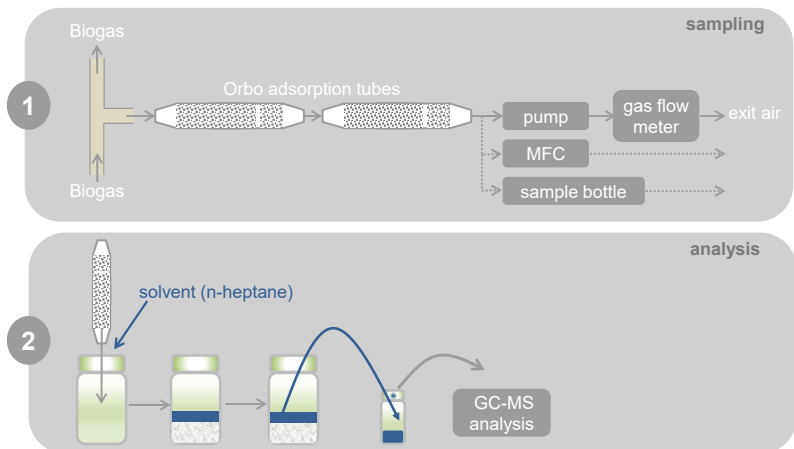 sampling
Biogas
1
Orbo adsorption tubes
pump
gas flow
meter
exit air
MFC
sample bottle
Biogas
analysis
2
solvent (n-heptane)
GC-MS
analysis